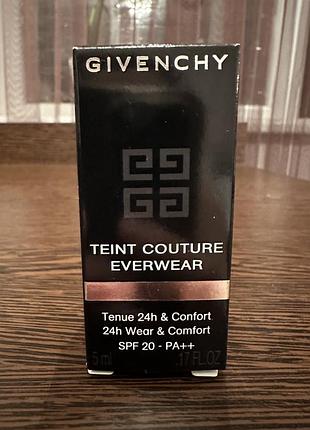 GIVENCHY
TEINT COUTURE
EVERWEAR
Tenue 24h & Confort
24h Wear & Comfort
SPF 20 - PA++
5 ml .17 FL.OZ